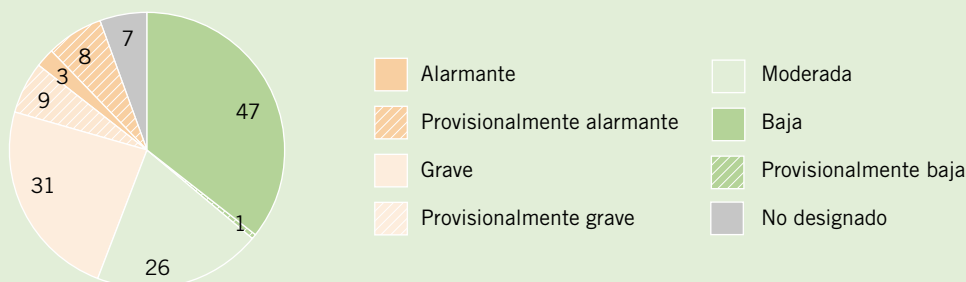 7
8
3
9
47
31
1
26
Alarmante
Provisionalmente alarmante
Grave
Provisionalmente grave
Moderada
Baja
Provisionalmente baja
No designado